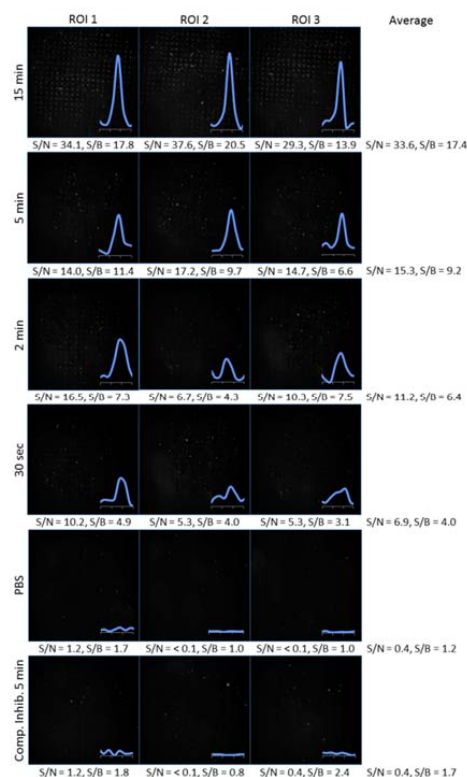 ROI 1 ROI 2 ROI 3 Average
15 min
S/N = 34.1, S/B = 17.8 S/N = 37.6, S/B = 20.5 S/N = 29.3, S/B = 13.9 S/N = 33.6, S/B = 17.4
5 min
S/N = 14.0, S/B = 11.4 S/N = 17.2, S/B = 9.7 S/N = 14.7, S/B = 6.6 S/N = 15.3, S/B = 9.2
2 min
S/N = 16.5, S/B = 7.3 S/N = 6.7, S/B = 4.3 S/N = 10.3, S/B = 7.5 S/N = 11.2, S/B = 6.4
30 sec
S/N = 10.2, S/B = 4.9 S/N = 5.3, S/B = 4.0 S/N = 5.3, S/B = 3.1 S/N = 6.9, S/B = 4.0
PBS
S/N = 1.2, S/B = 1.7 S/N = < 0.1, S/B = 1.0 S/N = < 0.1, S/B = 1.0 S/N = 0.4, S/B = 1.2
Comp. Inhib. 5 min
S/N = 1.2, S/B = 1.8 S/N = < 0.1, S/B = 0.8 S/N = 0.4, S/B = 2.4 S/N = 0.4, S/B = 1.7